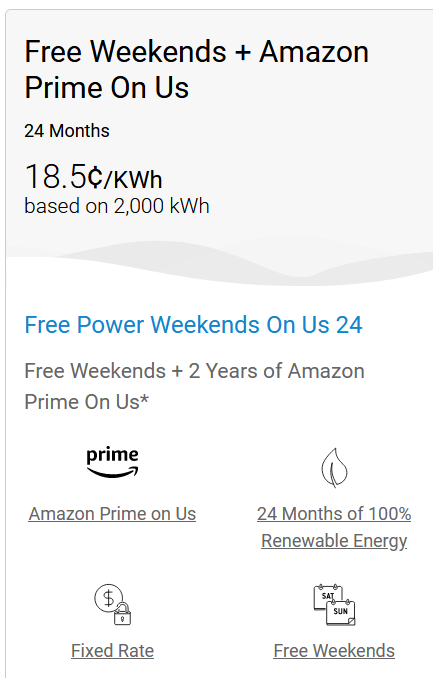 Free Weekends + Amazon
Prime On Us
24 Months
18.5¢/KWh
based on 2,000 kWh
Free Power Weekends On Us 24
Free Weekends + 2 Years of Amazon
Prime On Us*
prime
Amazon Prime on Us
24 Months of 100%
Renewable Energy
$
SAT
SUN
Fixed Rate
Free Weekends